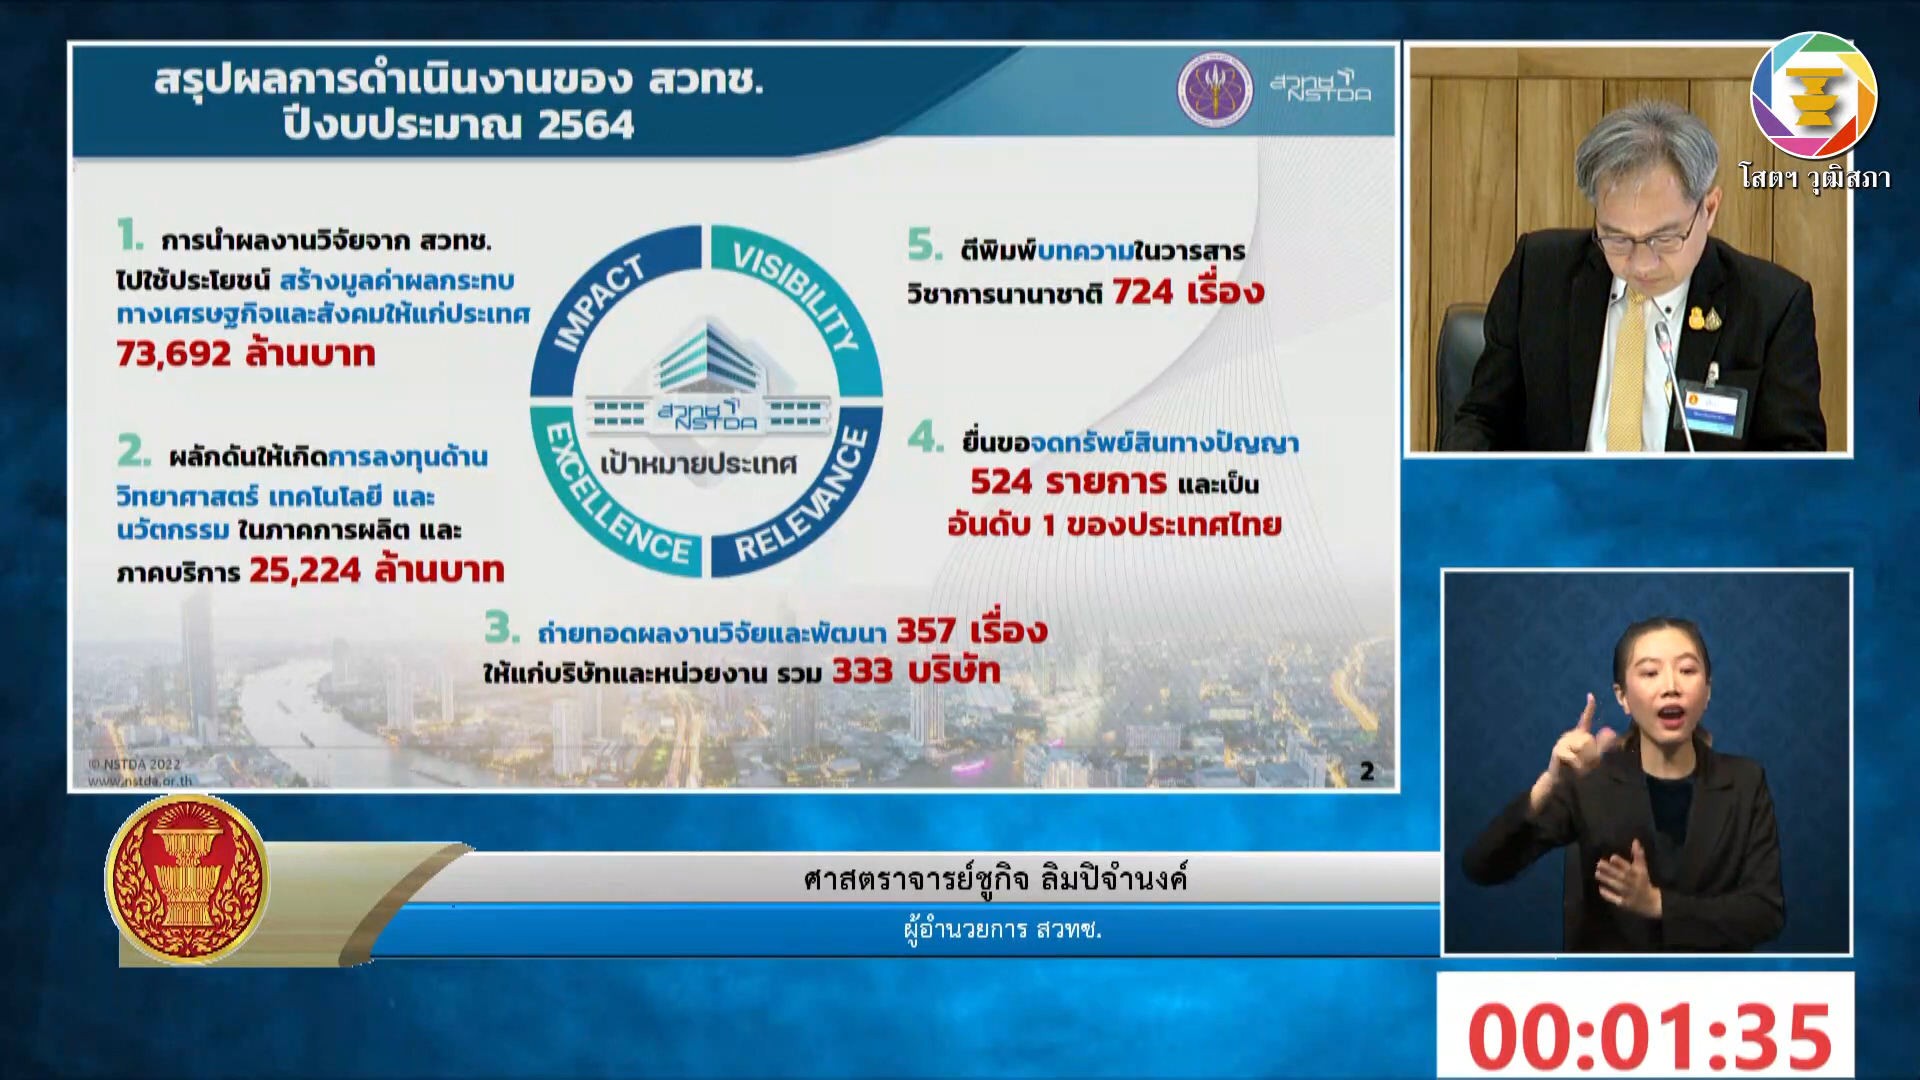 สรุปผลการดำเนินงานของ สวทช.
ปีงบประมาณ 2564
สวทช
NSTDA
โสตฯ วุฒิสภา
1. การนำผลงานวิจัยจาก สวทช.
ไปใช้ประโยชน์ สร้างมูลค่าผลกระทบ
ทางเศรษฐกิจและสังคมให้แก่ประเทศ
73,692 ล้านบาท
2. ผลักดันให้เกิดการลงทุนด้าน
วิทยาศาสตร์ เทคโนโลยี และ
นวัตกรรม ในภาคการผลิต และ
ภาคบริการ 25,224 ล้านบาท
IMPACT
VISIBILITY
EXCELLENCE
RELEVANCE
สวทช
NSTDA
เป้าหมายประเทศ
3. ถ่ายทอดผลงานวิจัยและพัฒนา 357 เรื่อง
ให้แก่บริษัทและหน่วยงาน รวม 333 บริษัท
5. ตีพิมพ์บทความในวารสาร
วิชาการนานาชาติ 724 เรื่อง
4. ยื่นขอจดทรัพย์สินทางปัญญา
524 รายการ และเป็น
อันดับ 1 ของประเทศไทย
© NSTDA 2022
www.nstda.or.th
2
ศาสตราจารย์ชูกิจ ลิมปิจำนงค์
ผู้อำนวยการ สวทช.
00:01:35